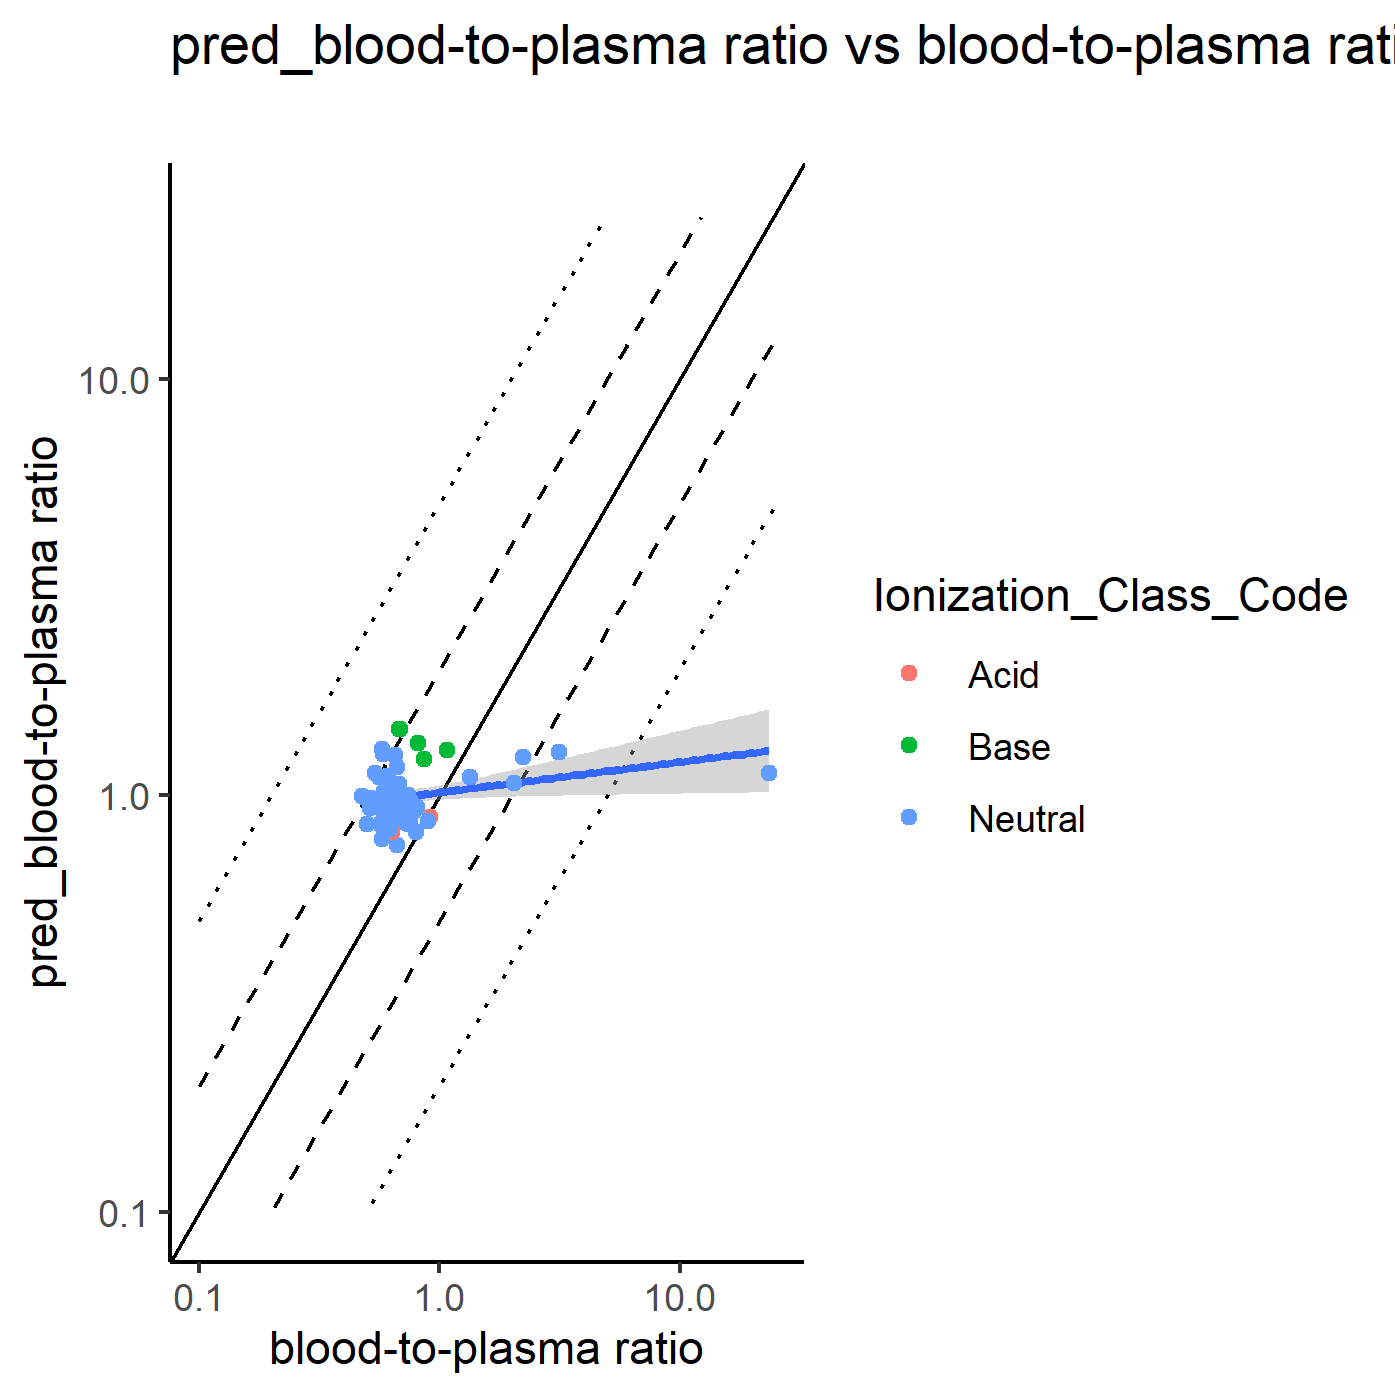 pred_blood-to-plasma ratio vs blood-to-plasma rati
10.0
1.0
0.1
pred_blood-to-plasma ratio
0.1
1.0
10.0
blood-to-plasma ratio
Ionization_Class_Code
Acid
Base
Neutral